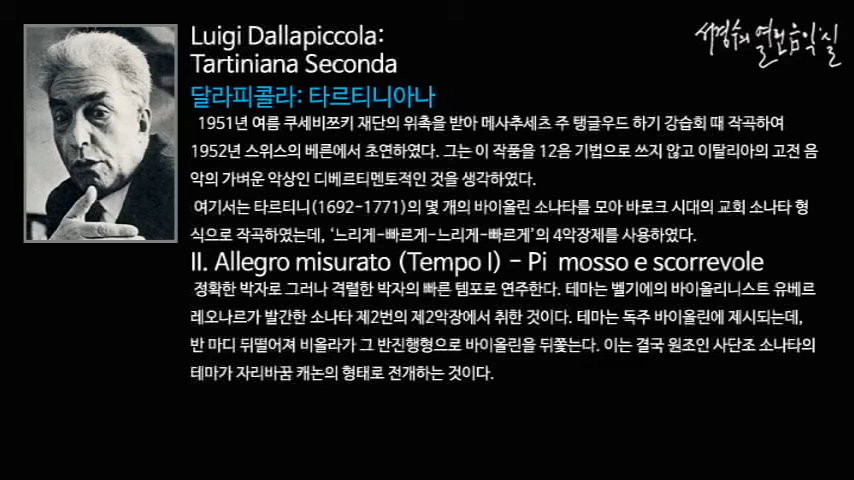 서경수의 열린음악실
Luigi Dallapiccola:
Tartiniana Seconda
달라피콜라: 타르티니아나
1951년 여름 쿠세비쯔키 재단의 위촉을 받아 메사추세츠 주 탱글우드 하기 강습회 때 작곡하여
1952년 스위스의 베른에서 초연하였다. 그는 이 작품을 12음 기법으로 쓰지 않고 이탈리아의 고전 음
악의 가벼운 악상인 디베르티멘토적인 것을 생각하였다.
여기서는 타르티니(1692-1771)의 몇 개의 바이올린 소나타를 모아 바로크 시대의 교회 소나타 형
식으로 작곡하였는데, ‘느리게-빠르게-느리게-빠르게’의 4악장제를 사용하였다.
II. Allegro misurato (Tempo I) - Pi mosso e scorrevole
정확한 박자로 그러나 격렬한 박자의 빠른 템포로 연주한다. 테마는 벨기에의 바이올리니스트 유베르
레오나르가 발간한 소나타 제2번의 제2악장에서 취한 것이다. 테마는 독주 바이올린에 제시되는데,
반 마디 뒤떨어져 비올라가 그 반진행형으로 바이올린을 뒤쫓는다. 이는 결국 원조인 사단조 소나타의
테마가 자리바꿈 캐논의 형태로 전개하는 것이다.